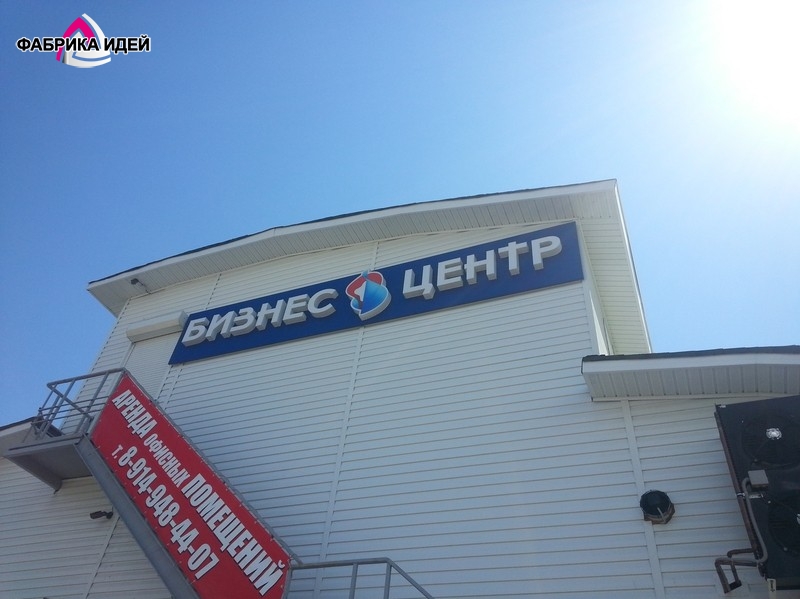 ФАБРИКА ИДЕЙ
БИЗНЕС ЦЕНТР
АРЕНДА ОФИСНЫХ ПОМЕЩЕНИЙ
т. 8-914-948-44-07